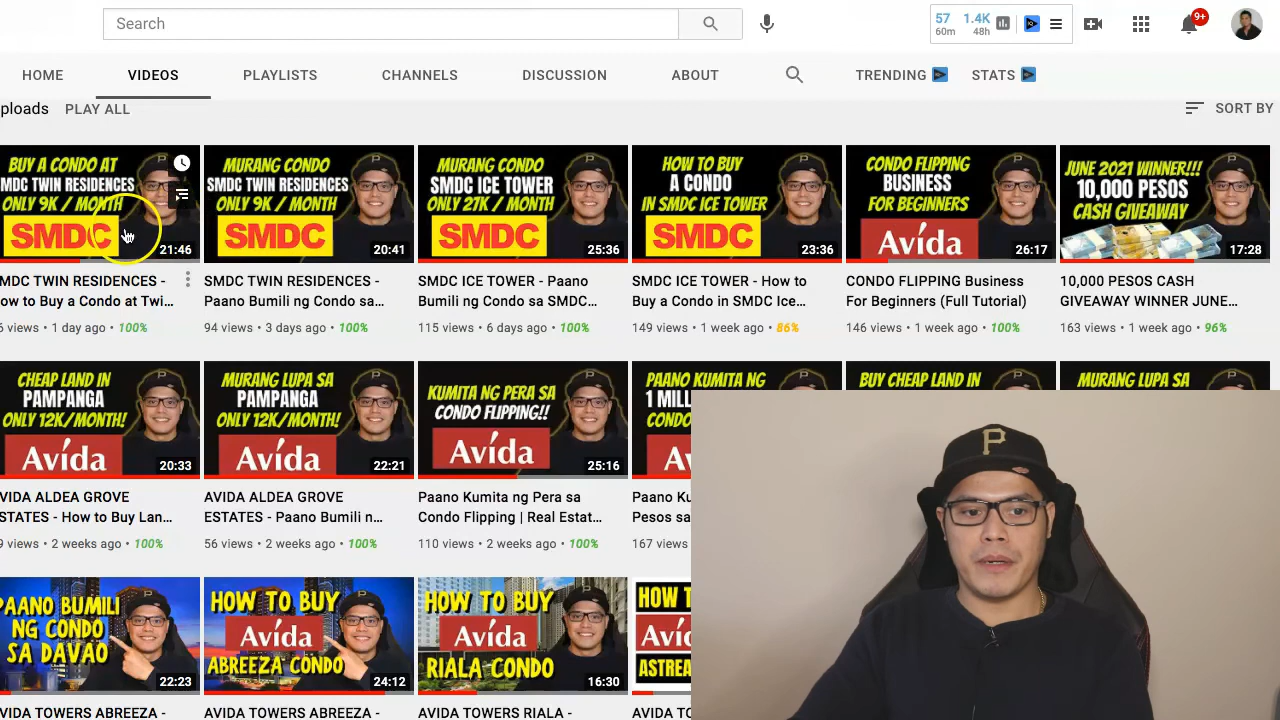 Search
57
1.4K
60m
48h
9+
HOME
VIDEOS
PLAYLISTS
CHANNELS
DISCUSSION
ABOUT
TRENDING
STATS
ploads
PLAY ALL
SORT BY
BUY A CONDO AT
MDC TWIN RESIDENCES
ONLY 9K / MONTH
SMDC
21:46
MURANG CONDO
SMDC TWIN RESIDENCES
ONLY 9K / MONTH
SMDC
20:41
MURANG CONDO
SMDC ICE TOWER
ONLY 27K / MONTH
SMDC
25:36
HOW TO BUY
A CONDO
IN SMDC ICE TOWER
SMDC
23:36
CONDO FLIPPING
BUSINESS
FOR BEGINNERS
Avida
26:17
JUNE 2021 WINNER!!!
10,000 PESOS
CASH GIVEAWAY
17:28
MDC TWIN RESIDENCES -
ow to Buy a Condo at Twi...
6 views • 1 day ago • 100%
SMDC TWIN RESIDENCES -
Paano Bumili ng Condo sa...
94 views • 3 days ago • 100%
SMDC ICE TOWER - Paano
Bumili ng Condo sa SMDC...
115 views • 6 days ago • 100%
SMDC ICE TOWER - How to
Buy a Condo in SMDC Ice...
149 views • 1 week ago • 86%
CONDO FLIPPING Business
For Beginners (Full Tutorial)
146 views • 1 week ago • 100%
10,000 PESOS CASH
GIVEAWAY WINNER JUNE...
163 views • 1 week ago • 96%
CHEAP LAND IN
PAMPANGA
ONLY 12K/MONTH!
Avida
20:33
MURANG LUPA SA
PAMPANGA
ONLY 12K/MONTH!
Avida
22:21
KUMITA NG PERA SA
CONDO FLIPPING!!
Avida
25:16
PAANO KUMITA NG
1 MILL
CONDO
Av
BUY CHEAP LAND IN
MURANG LUPA SA
VIDA ALDEA GROVE
STATES - How to Buy Lan...
9 views • 2 weeks ago • 100%
AVIDA ALDEA GROVE
ESTATES - Paano Bumili n...
56 views • 2 weeks ago • 100%
Paano Kumita ng Pera sa
Condo Flipping | Real Estat...
110 views • 2 weeks ago • 100%
Paano Ku
Pesos sa
167 views
PAANO BUMILI
NG CONDO
SA DAVAO
22:23
HOW TO BUY
Avida
ABREEZA CONDO
24:12
HOW TO BUY
Avida
RIALA CONDO
16:30
HOW T
Avi
ASTREA
VIDA TOWERS ABREEZA -
AVIDA TOWERS ABREEZA -
AVIDA TOWERS RIALA -
AVIDA TO
P